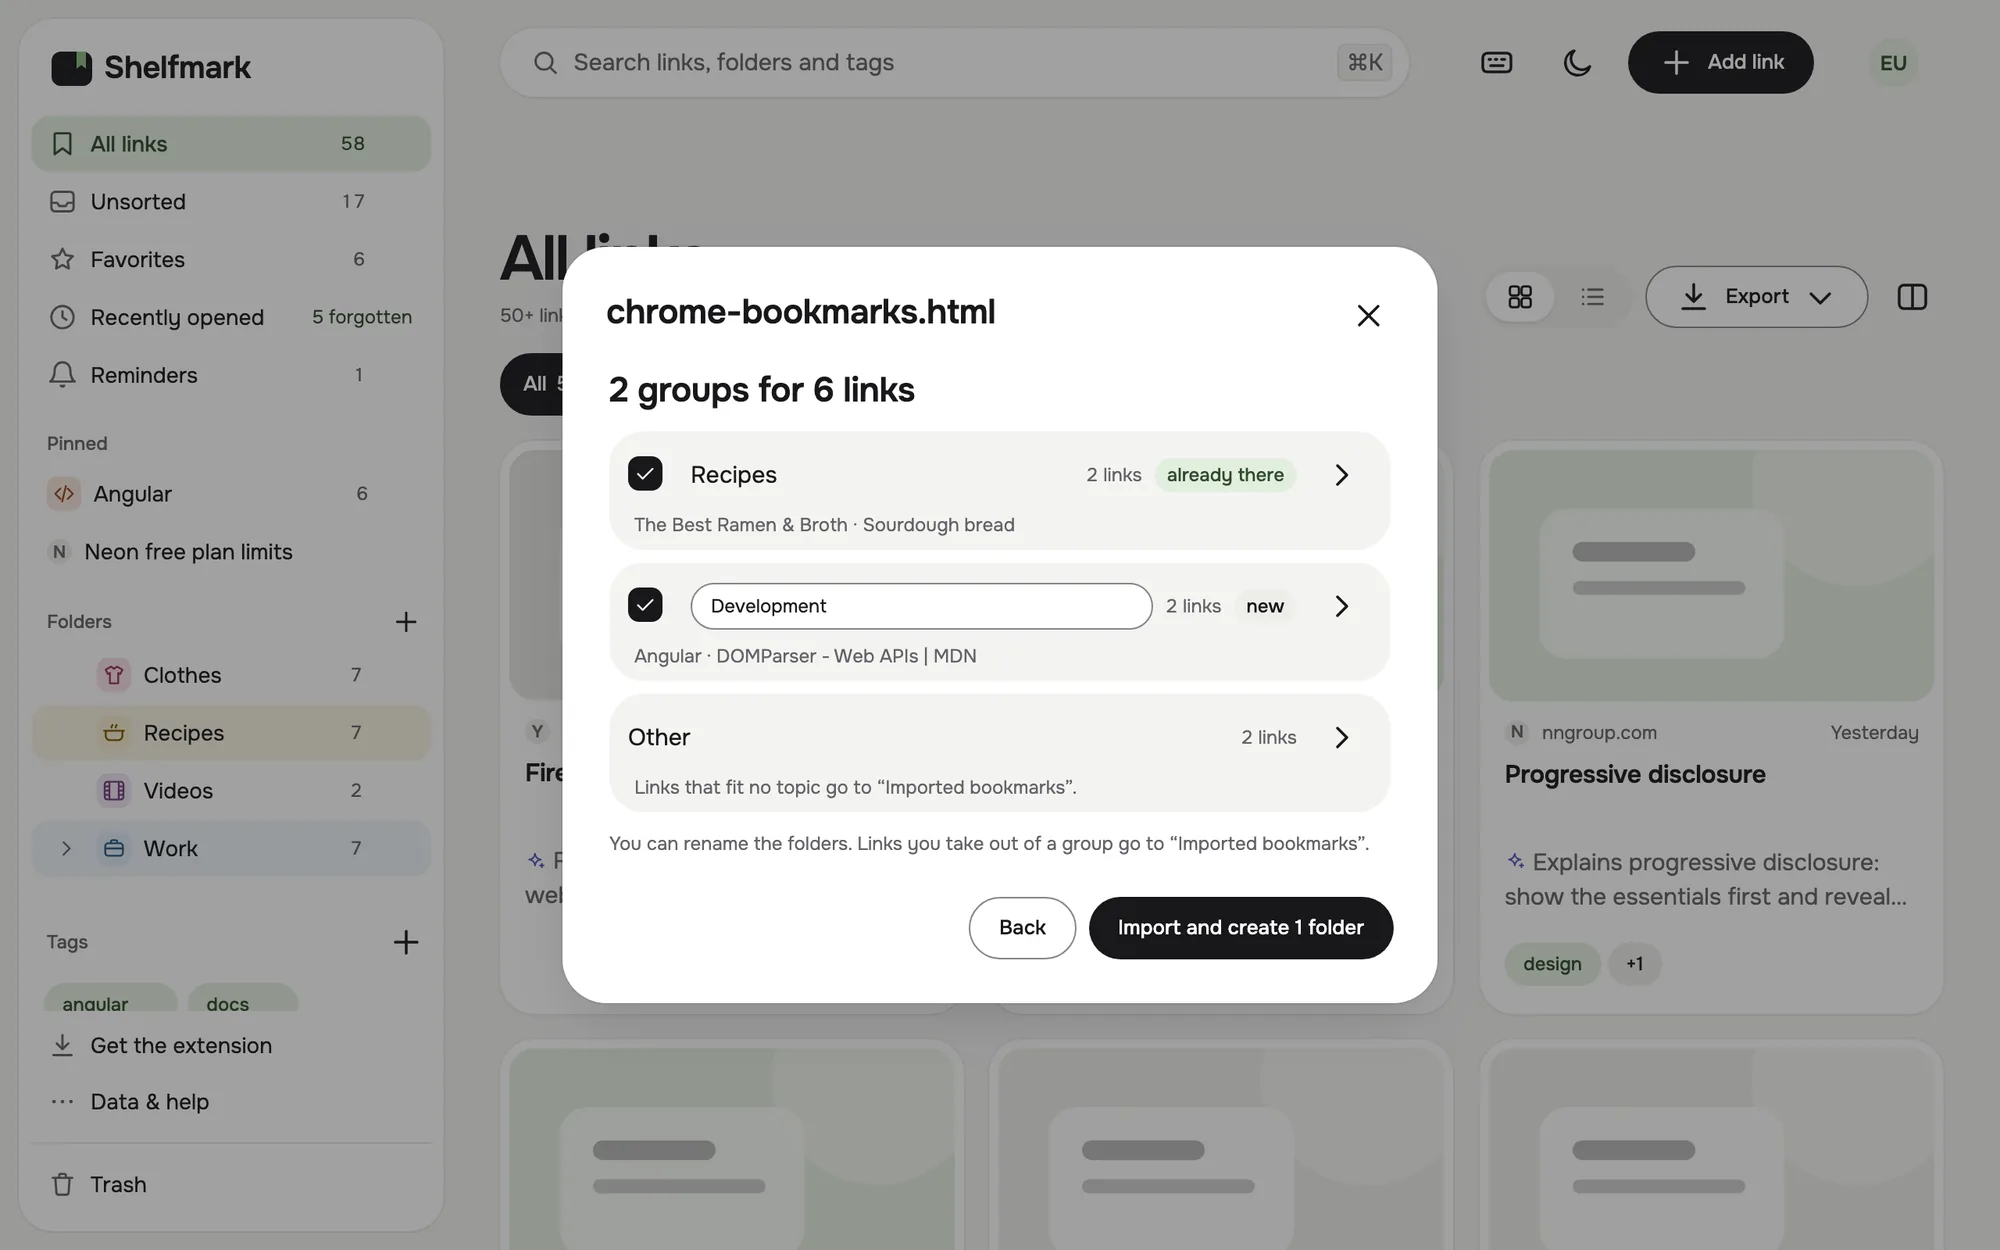 Shelfmark
Search links, folders and tags
⌘K
Add link
EU
All links 58
Unsorted 17
Favorites 6
Recently opened 5 forgotten
Reminders 1
Pinned
Angular 6
N Neon free plan limits
Folders
Clothes 7
Recipes 7
Videos 2
Work 7
Tags
angular docs
Get the extension
Data & help
Trash
All
50+
All
Export
chrome-bookmarks.html
2 groups for 6 links
Recipes 2 links already there
The Best Ramen & Broth · Sourdough bread
Development 2 links new
Angular · DOMParser - Web APIs | MDN
Other 2 links
Links that fit no topic go to “Imported bookmarks”.
You can rename the folders. Links you take out of a group go to “Imported bookmarks”.
Back
Import and create 1 folder
Y
N nngroup.com Yesterday
Progressive disclosure
Explains progressive disclosure:
show the essentials first and reveal...
design +1